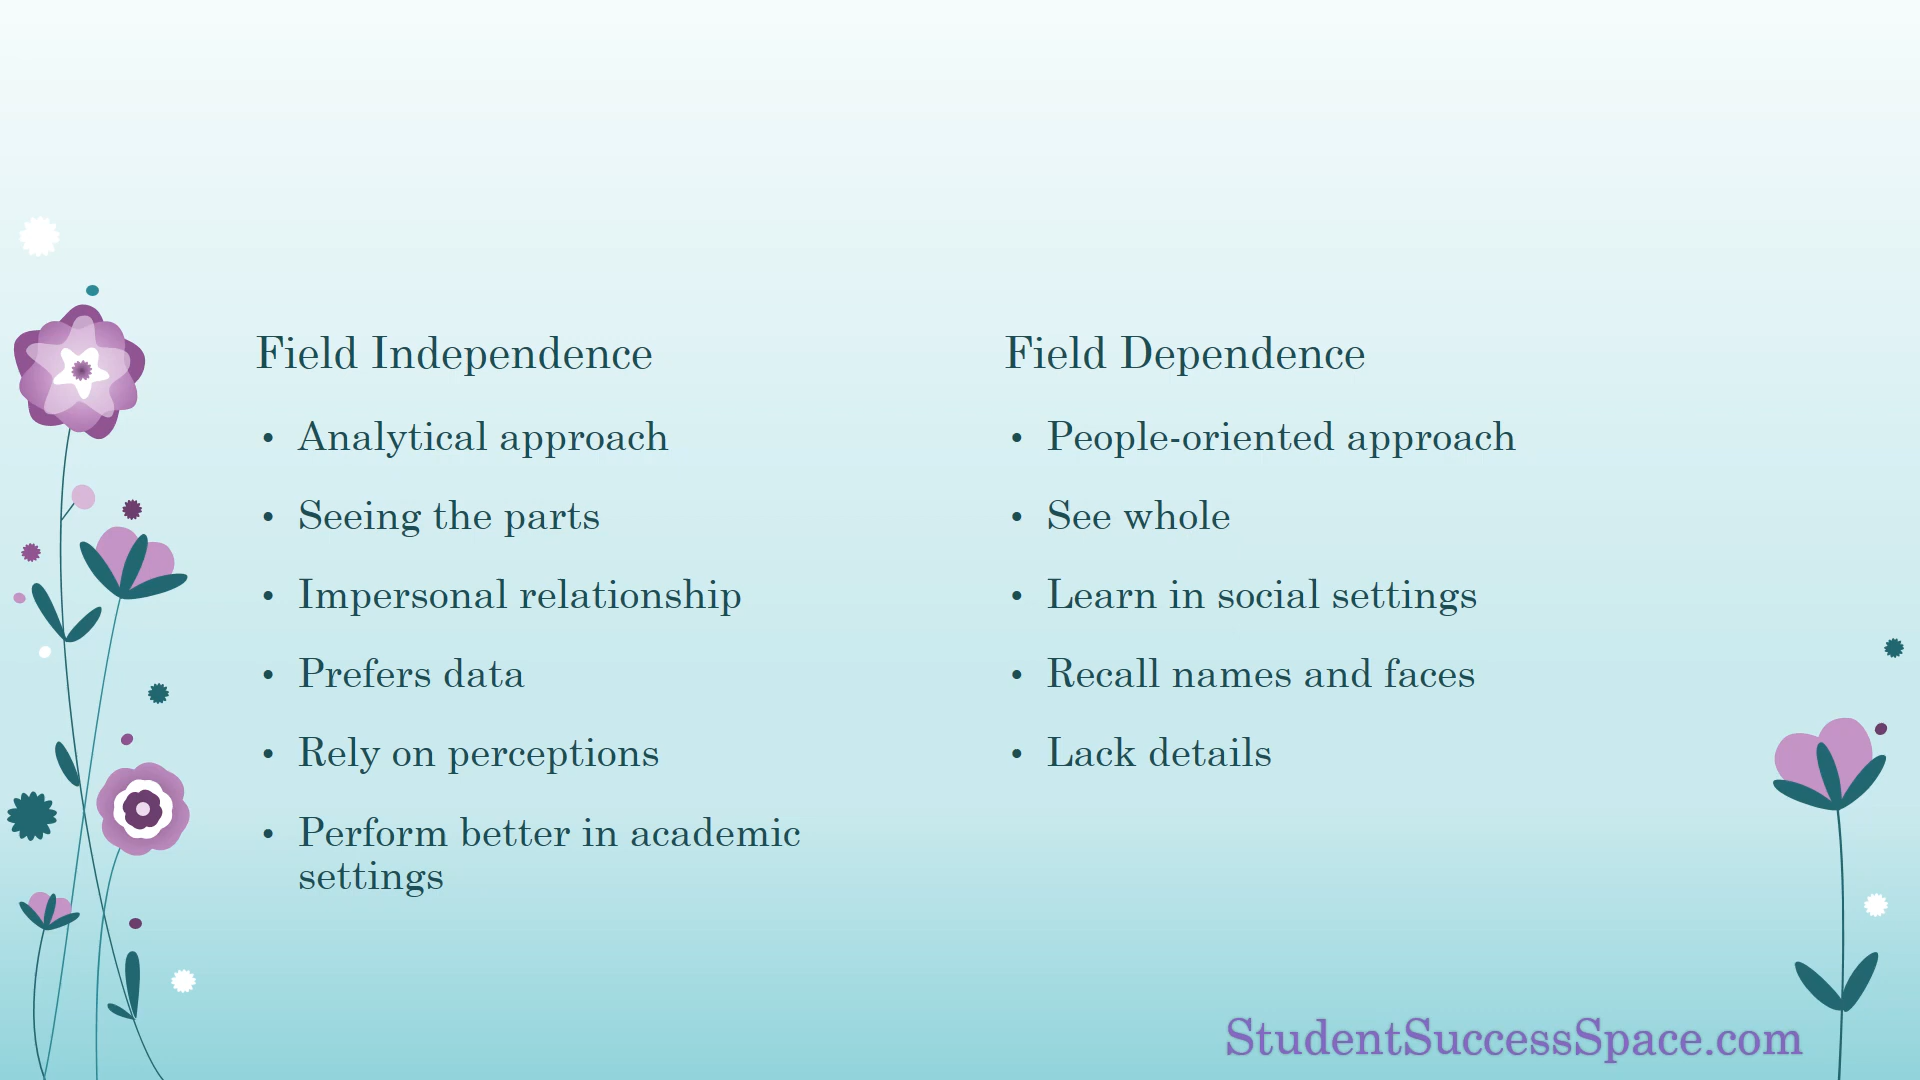 Field Independence
• Analytical approach
• Seeing the parts
• Impersonal relationship
• Prefers data
• Rely on perceptions
• Perform better in academic
settings
Field Dependence
• People-oriented approach
• See whole
• Learn in social settings
• Recall names and faces
• Lack details
StudentSuccessSpace.com